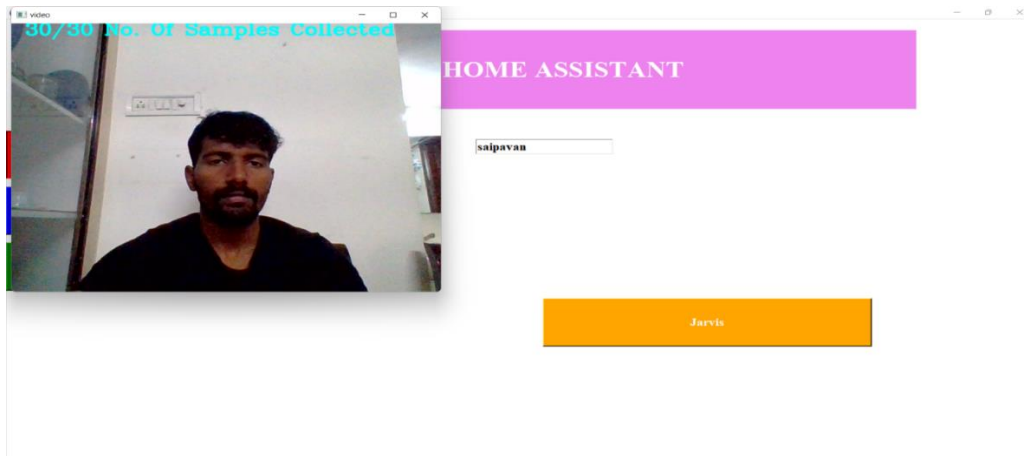 video
30/30 No. Of Samples Collected
HOME ASSISTANT
saipavan
Jarvis